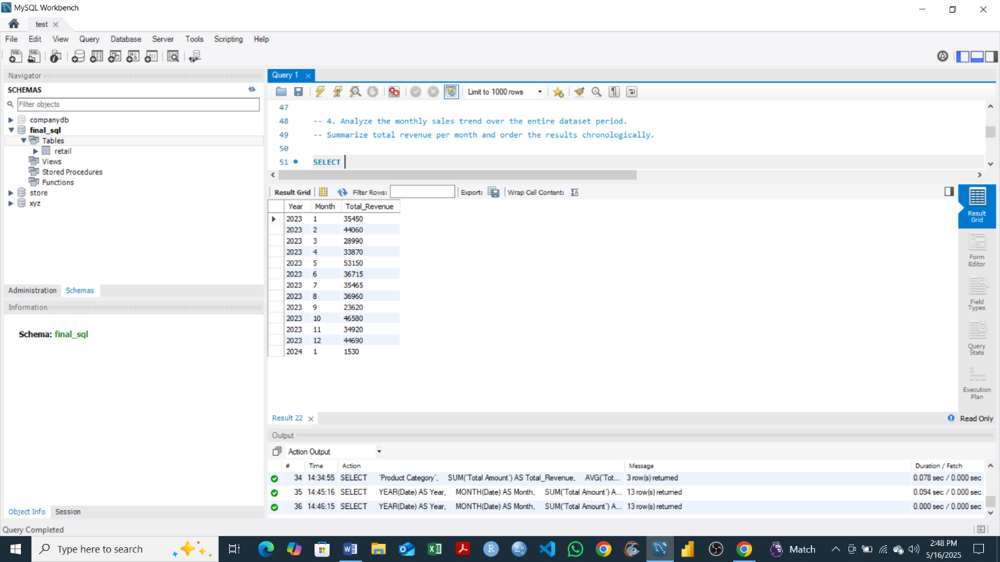 MySQL Workbench
test
File Edit View Query Database Server Tools Scripting Help
Navigator
SCHEMAS
Filter objects
companydb
final_sql
Tables
retail
Views
Stored Procedures
Functions
store
xyz
Administration Schemas
Information
Schema: final_sql
Object Info Session
Query 1
Limit to 1000 rows
47
48 -- 4. Analyze the monthly sales trend over the entire dataset period.
49 -- Summarize total revenue per month and order the results chronologically.
50
51 SELECT
Result Grid Filter Rows: Export: Wrap Cell Content:
Year Month Total_Revenue
2023 1 35450
2023 2 44060
2023 3 28990
2023 4 33870
2023 5 53150
2023 6 36715
2023 7 35465
2023 8 36960
2023 9 23620
2023 10 46580
2023 11 34920
2023 12 44690
2024 1 1530
Result
Grid
Form
Editor
Field
Types
Query
Stats
Execution
Plan
Result 22 Read Only
Output
Action Output
# Time Action Message Duration / Fetch
34 14:34:55 SELECT `Product Category`, SUM(`Total Amount`) AS Total_Revenue, AVG(`Tot... 3 row(s) returned 0.078 sec / 0.000 sec
35 14:45:16 SELECT YEAR(Date) AS Year, MONTH(Date) AS Month, SUM(`Total Amount`) A... 13 row(s) returned 0.094 sec / 0.000 sec
36 14:46:15 SELECT YEAR(Date) AS Year, MONTH(Date) AS Month, SUM(`Total Amount`) A... 13 row(s) returned 0.000 sec / 0.000 sec
Query Completed
Type here to search
Match
2:48 PM
5/16/2025